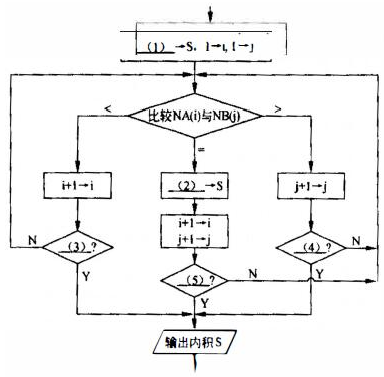 （1）→S，1→i, 1→j
比较NA(i)与NB(j)
<
=
>
i+1→i
（2）→S
j+1→j
i+1→i
j+1→j
N
（3）?
（4）?
N
Y
（5）?
N
Y
Y
输出内积S